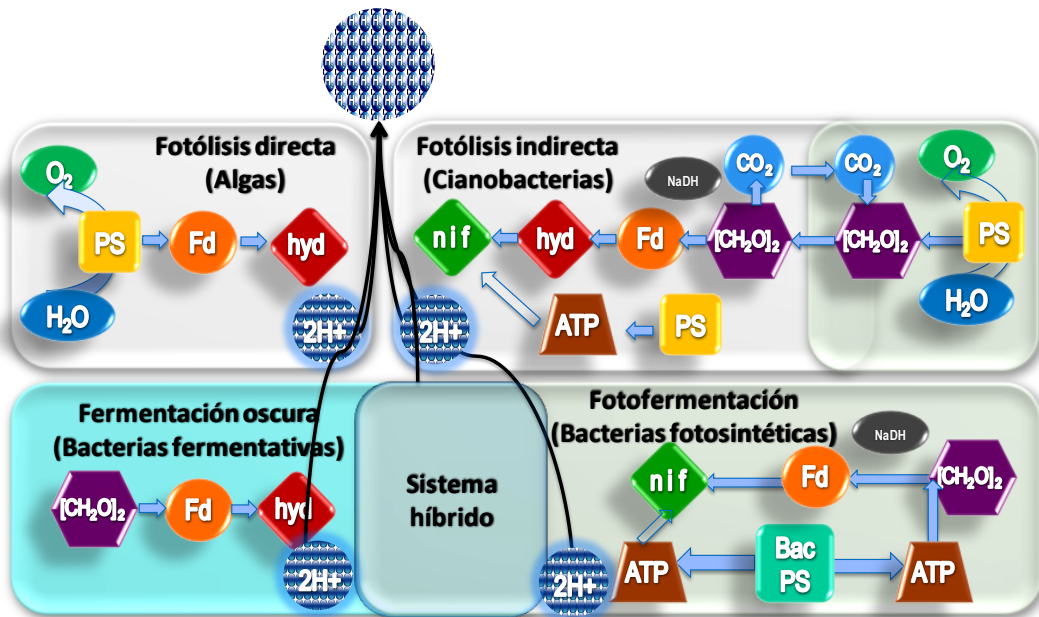 Fotólisis directa
(Algas)
O2
PS
Fd
hyd
H2O
2H+
Fotólisis indirecta
(Cianobacterias)
NaDH
CO2
CO2
O2
nif
hyd
Fd
[CH2O]2
[CH2O]2
PS
H2O
2H+
ATP
PS
Fermentación oscura
(Bacterias fermentativas)
[CH2O]2
Fd
hyd
2H+
Sistema
híbrido
Fotofermentación
(Bacterias fotosintéticas)
NaDH
nif
Fd
[CH2O]2
2H+
ATP
Bac
PS
ATP